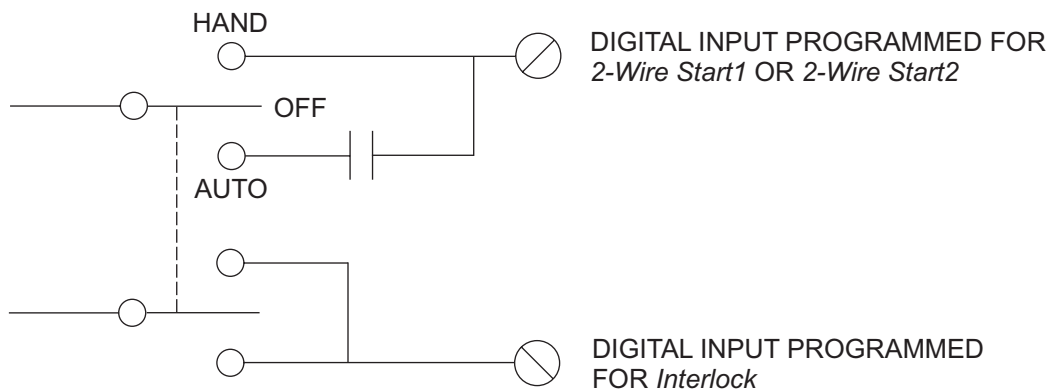 HAND
DIGITAL INPUT PROGRAMMED FOR
2-Wire Start1 OR 2-Wire Start2
OFF
AUTO
DIGITAL INPUT PROGRAMMED
FOR Interlock